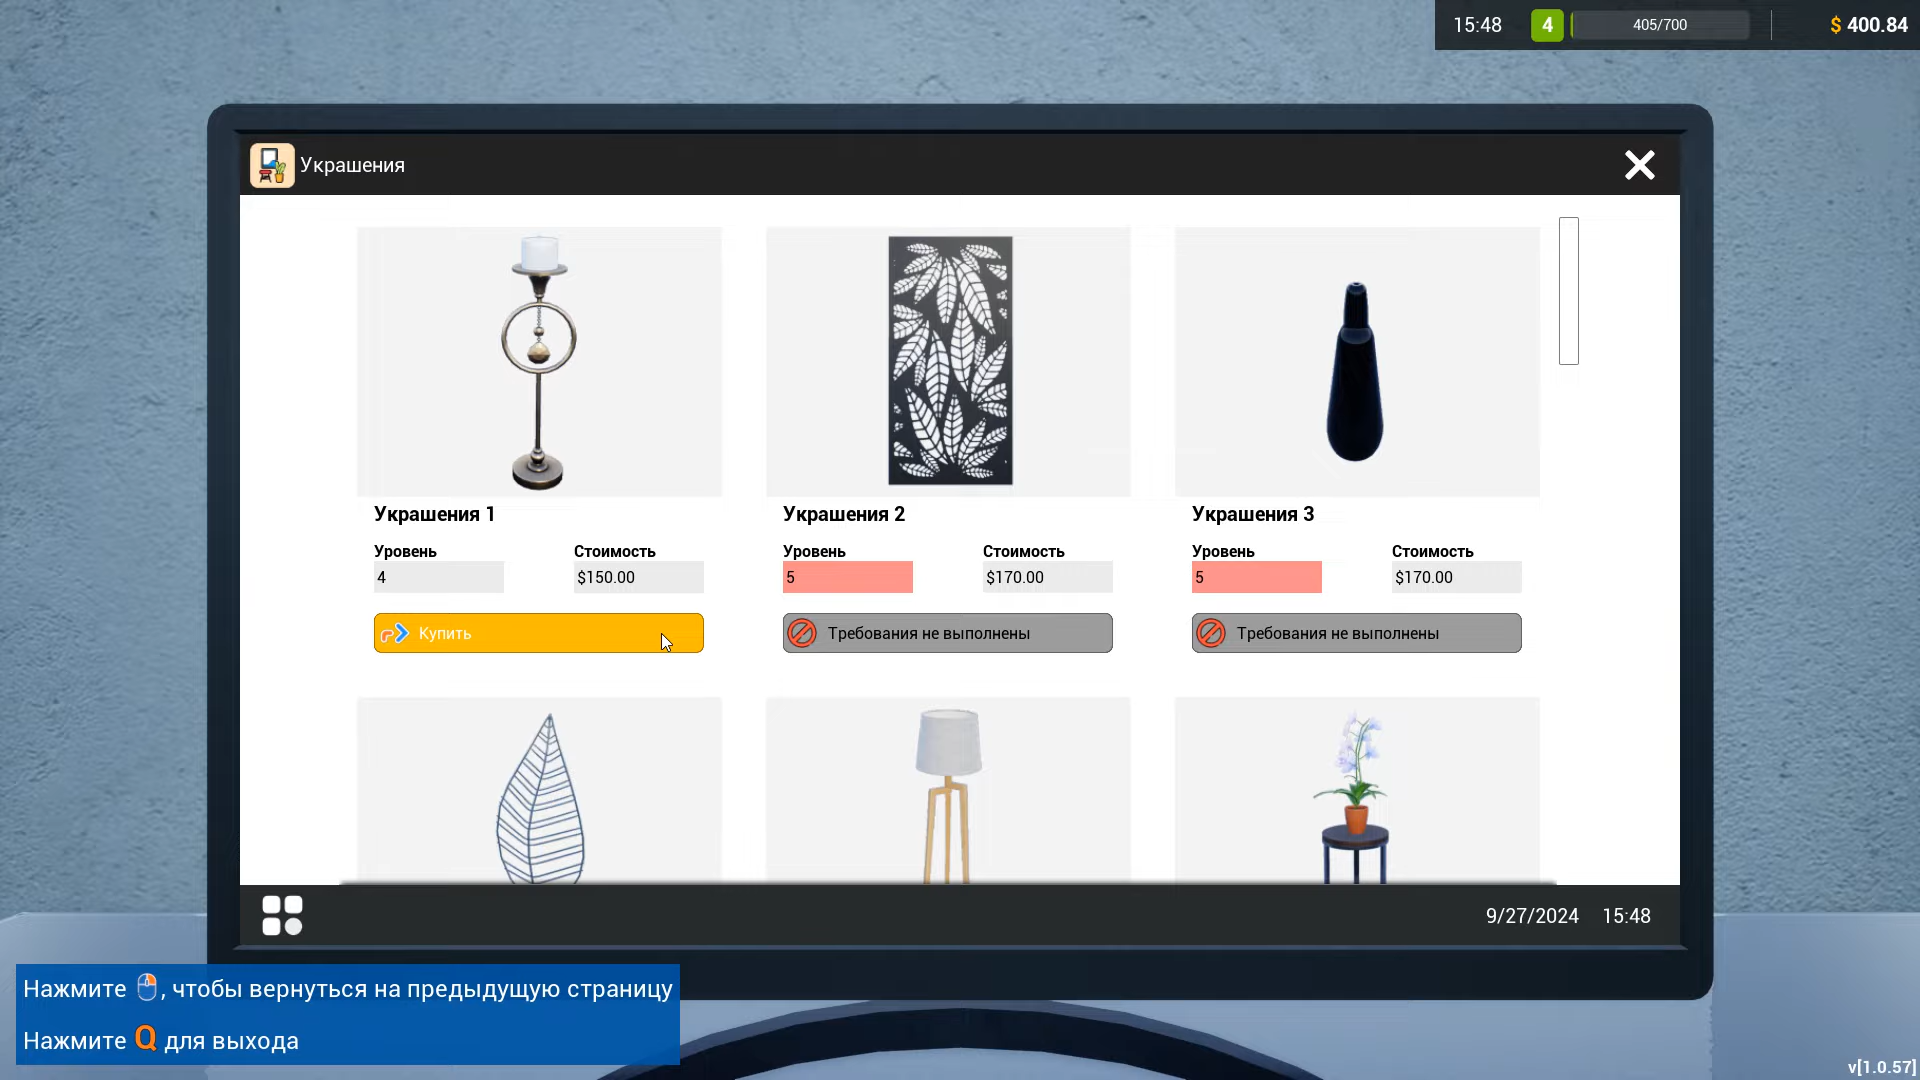 15:48 4 405/700 $ 400.84
Украшения
Украшения 1
Украшения 2
Украшения 3
Уровень Стоимость
Уровень Стоимость
Уровень Стоимость
4 $150.00
5 $170.00
5 $170.00
Купить
Требования не выполнены
Требования не выполнены
9/27/2024 15:48
Нажмите , чтобы вернуться на предыдущую страницу
Нажмите Q для выхода
v[1.0.57]